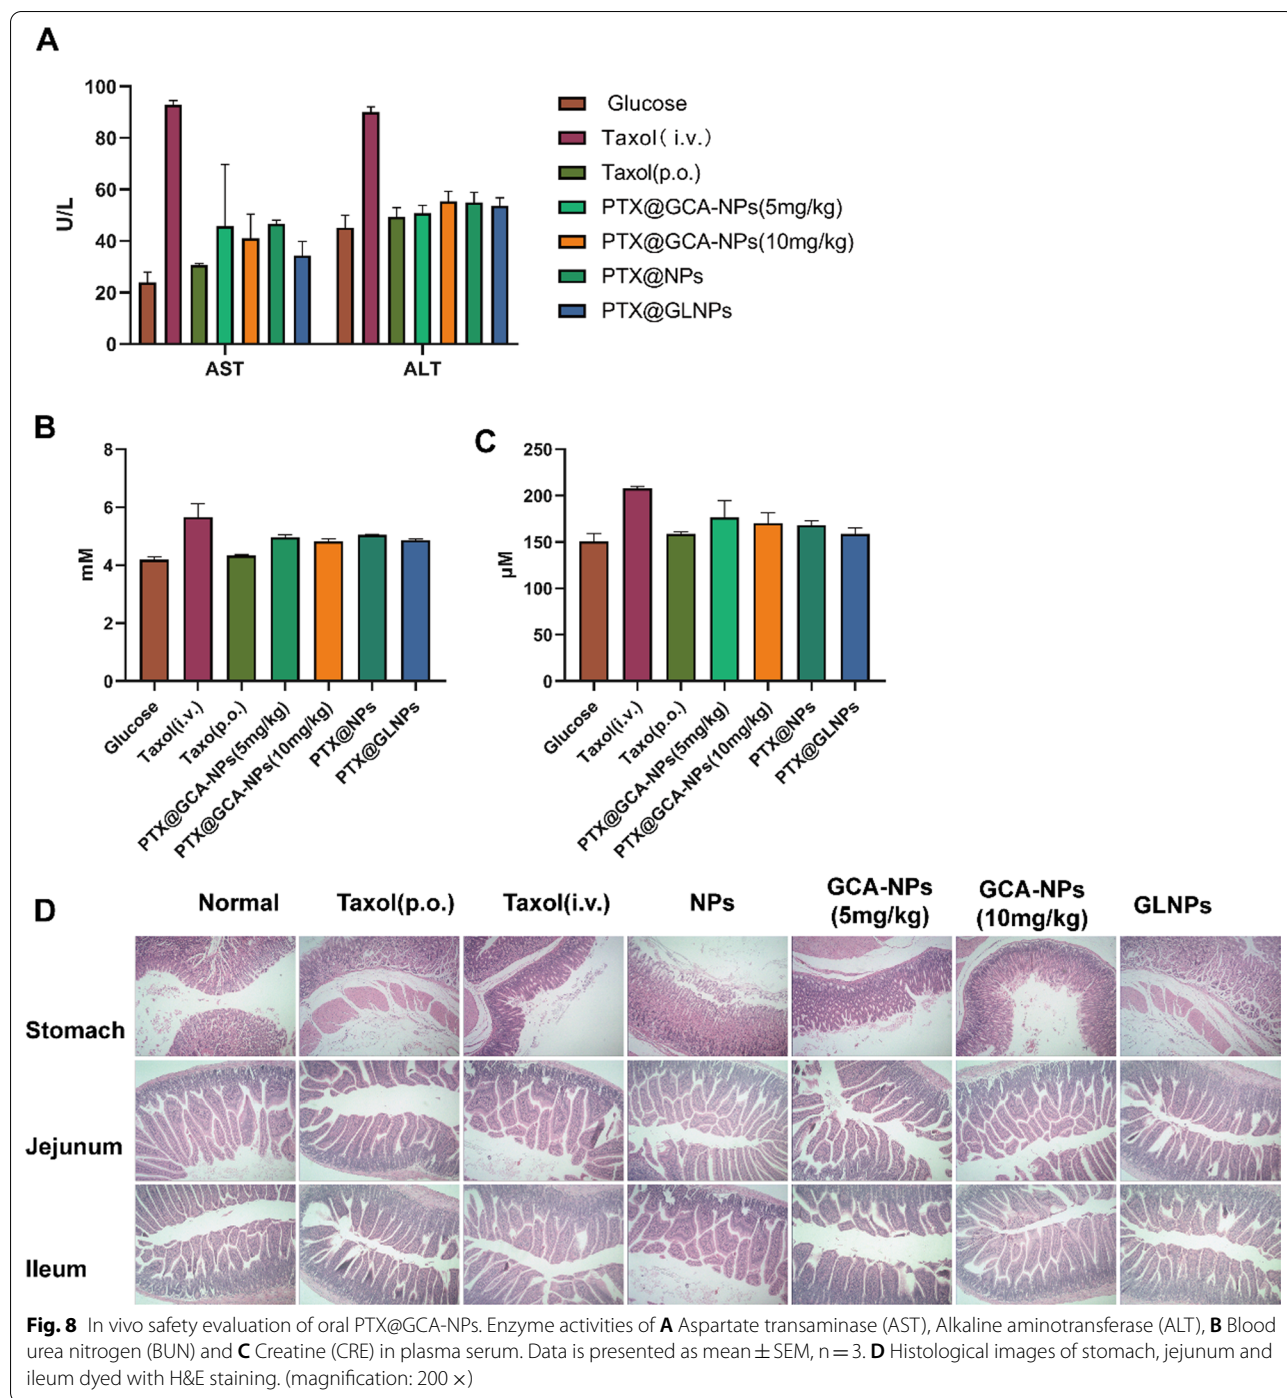 A
100
80
60
40
20
0
U/L
AST
ALT
Glucose
Taxol( i.v.)
Taxol(p.o.)
PTX@GCA-NPs(5mg/kg)
PTX@GCA-NPs(10mg/kg)
PTX@NPs
PTX@GLNPs
B
8
6
4
2
0
mM
Glucose
Taxol(i.v.)
Taxo(p.o.)
PTX@GCA-NPs(5mg/kg)
PTX@GCA-NPs(10mg/kg)
PTX@NPs
PTX@GLNPs
C
250
200
150
100
50
0
μM
Glucose
Taxol(i.v.)
Taxo(p.o.)
PTX@GCA-NPs(5mg/kg)
PTX@GCA-NPs(10mg/kg)
PTX@NPs
PTX@GLNPs
D
Normal
Taxol(p.o.)
Taxol(i.v.)
NPs
GCA-NPs
(5mg/kg)
GCA-NPs
(10mg/kg)
GLNPs
Stomach
Jejunum
Ileum
Fig. 8 In vivo safety evaluation of oral PTX@GCA-NPs. Enzyme activities of A Aspartate transaminase (AST), Alkaline aminotransferase (ALT), B Blood
urea nitrogen (BUN) and C Creatine (CRE) in plasma serum. Data is presented as mean ± SEM, n = 3. D Histological images of stomach, jejunum and
ileum dyed with H&E staining. (magnification: 200 ×)